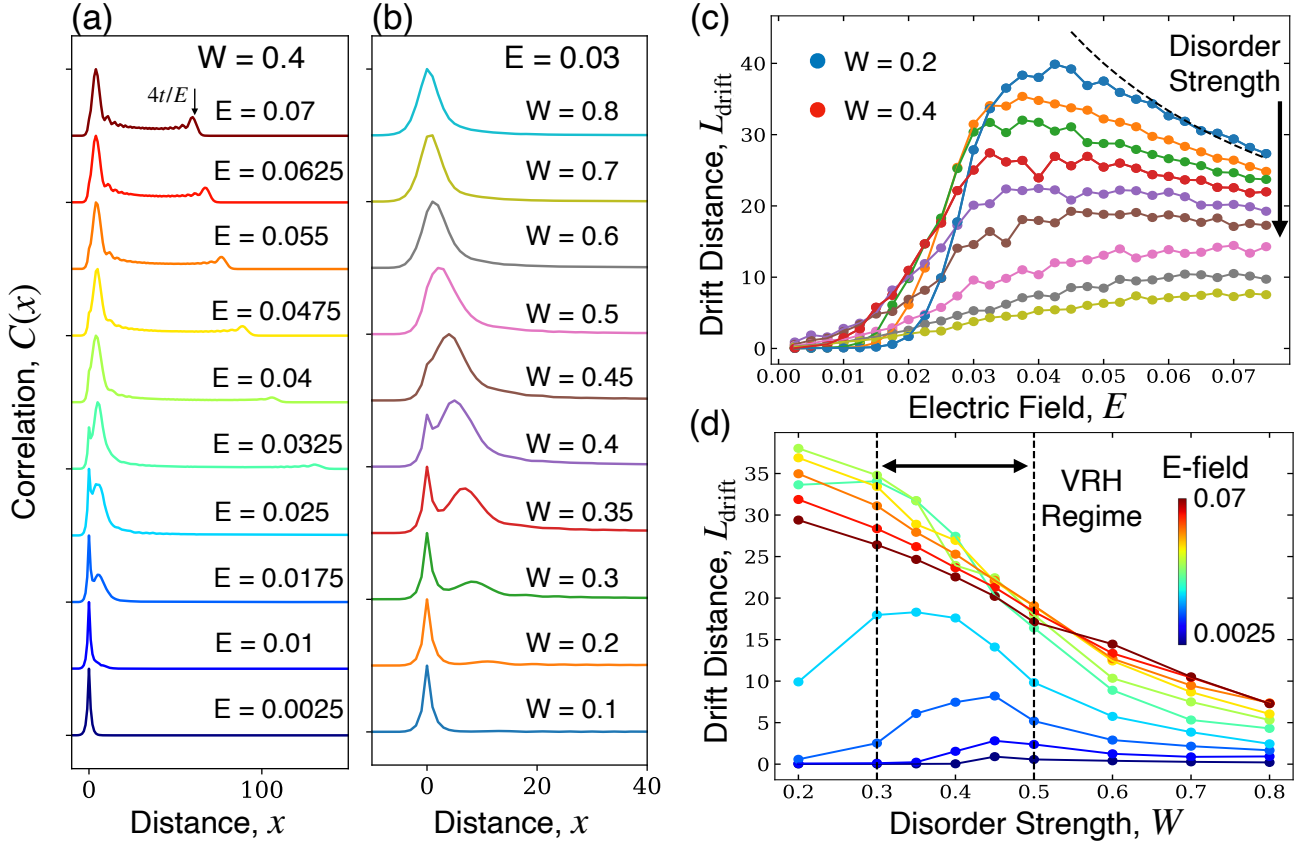 (a)
W = 0.4
4t/E
E = 0.07
E = 0.0625
E = 0.055
E = 0.0475
E = 0.04
E = 0.0325
E = 0.025
E = 0.0175
E = 0.01
E = 0.0025
Correlation, C(x)
0 100
Distance, x
(b)
E = 0.03
W = 0.8
W = 0.7
W = 0.6
W = 0.5
W = 0.45
W = 0.4
W = 0.35
W = 0.3
W = 0.2
W = 0.1
0 20 40
Distance, x
(c)
W = 0.2
W = 0.4
Disorder
Strength
40
30
20
10
0
Drift Distance, L_drift
0.00 0.01 0.02 0.03 0.04 0.05 0.06 0.07
Electric Field, E
(d)
VRH
Regime
E-field
0.07
0.0025
35
30
25
20
15
10
5
0
Drift Distance, L_drift
0.2 0.3 0.4 0.5 0.6 0.7 0.8
Disorder Strength, W